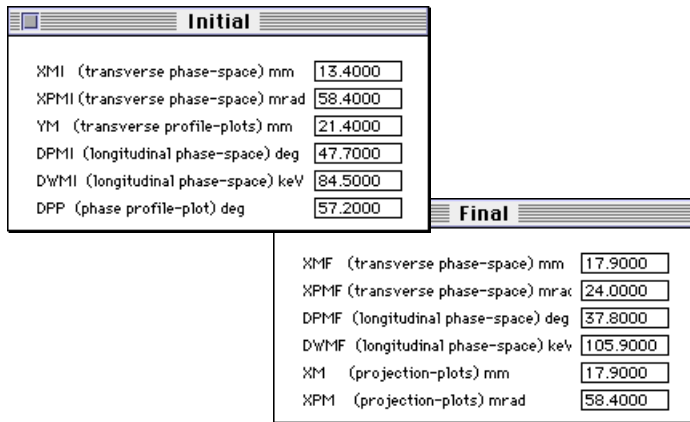 Initial
XMI (transverse phase-space) mm 13.4000
XPMI (transverse phase-space) mrad 58.4000
YM (transverse profile-plots) mm 21.4000
DPMI (longitudinal phase-space) deg 47.7000
DWMI (longitudinal phase-space) keV 84.5000
DPP (phase profile-plot) deg 57.2000
Final
XMF (transverse phase-space) mm 17.9000
XPMF (transverse phase-space) mrac 24.0000
DPMF (longitudinal phase-space) deg 37.8000
DWMF (longitudinal phase-space) keV 105.9000
XM (projection-plots) mm 17.9000
XPM (projection-plots) mrad 58.4000